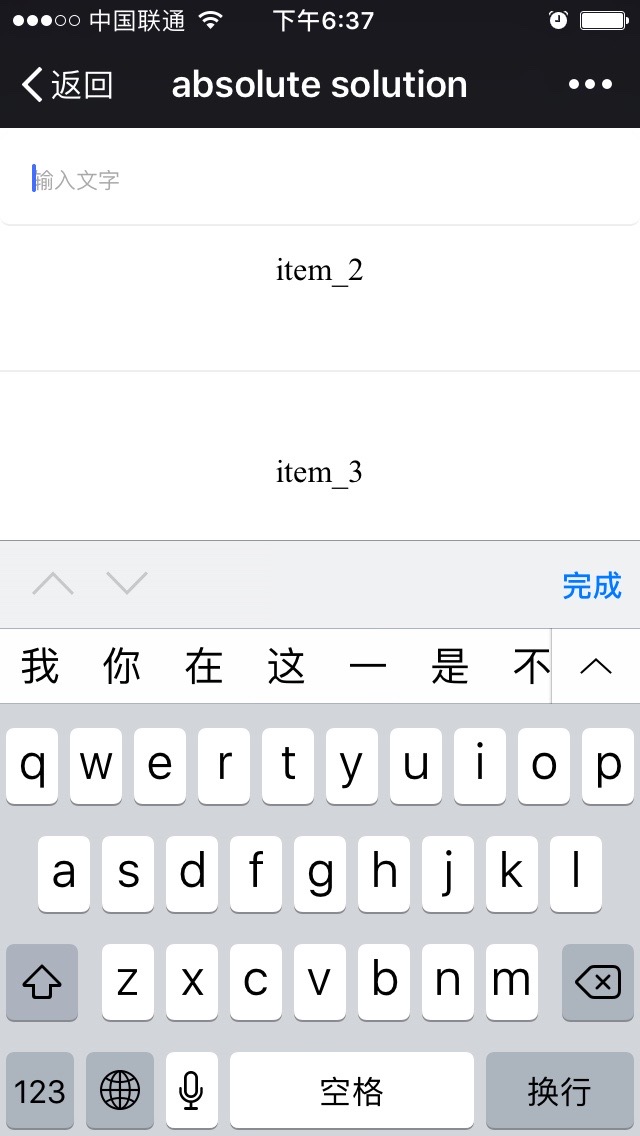 中国联通 下午6:37
返回 absolute solution
输入文字
item_2
item_3
完成
我 你 在 这 一 是 不
q w e r t y u i o p
a s d f g h j k l
z x c v b n m
123 空格 换行